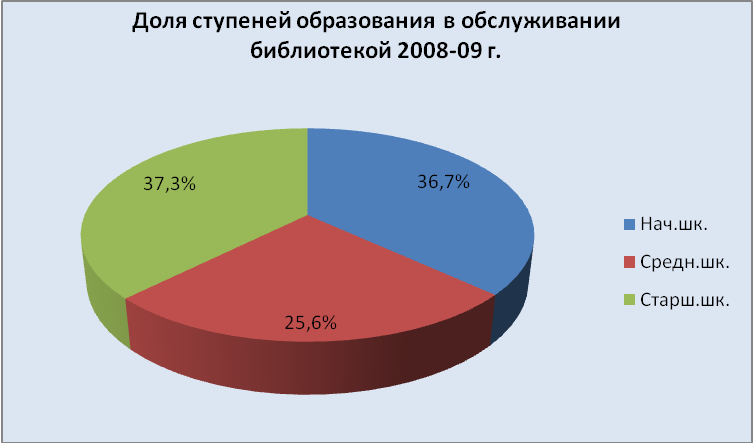 Доля ступеней образования в обслуживании
библиотекой 2008-09 г.
37,3%
36,7%
25,6%
Нач.шк.
Средн.шк.
Старш.шк.